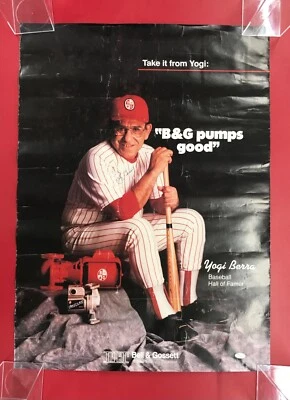 Take it from Yogi:
"B&G pumps
good"
Yogi Berra
Baseball
Hall of Famer
Bell & Gossett